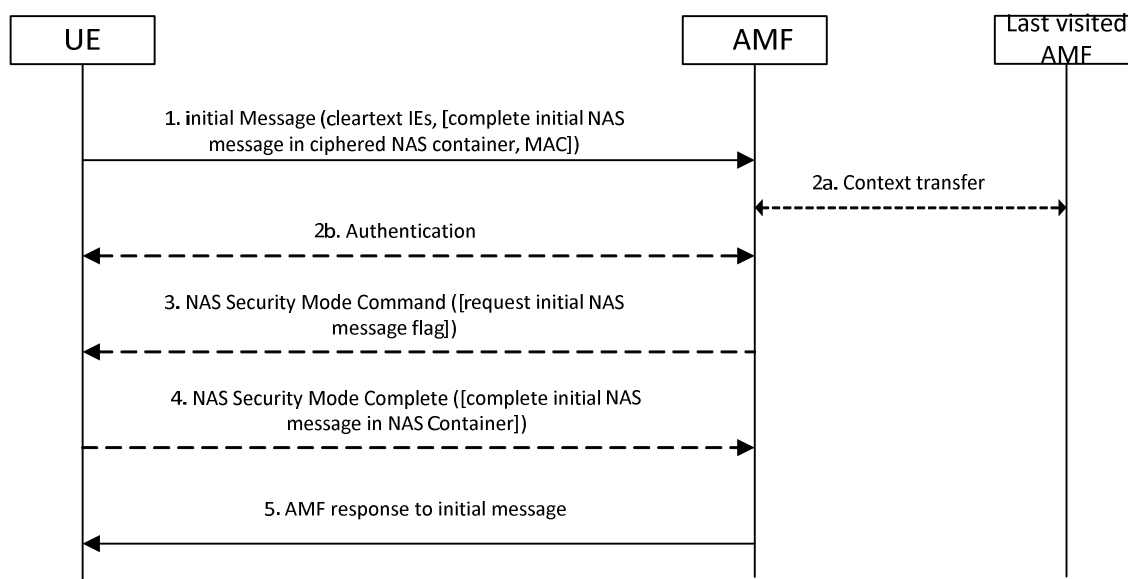 UE
AMF
Last visited
AMF
1. initial Message (cleartext IEs, [complete initial NAS
message in ciphered NAS container, MAC])
2a. Context transfer
2b. Authentication
3. NAS Security Mode Command ([request initial NAS
message flag])
4. NAS Security Mode Complete ([complete initial NAS
message in NAS Container])
5. AMF response to initial message